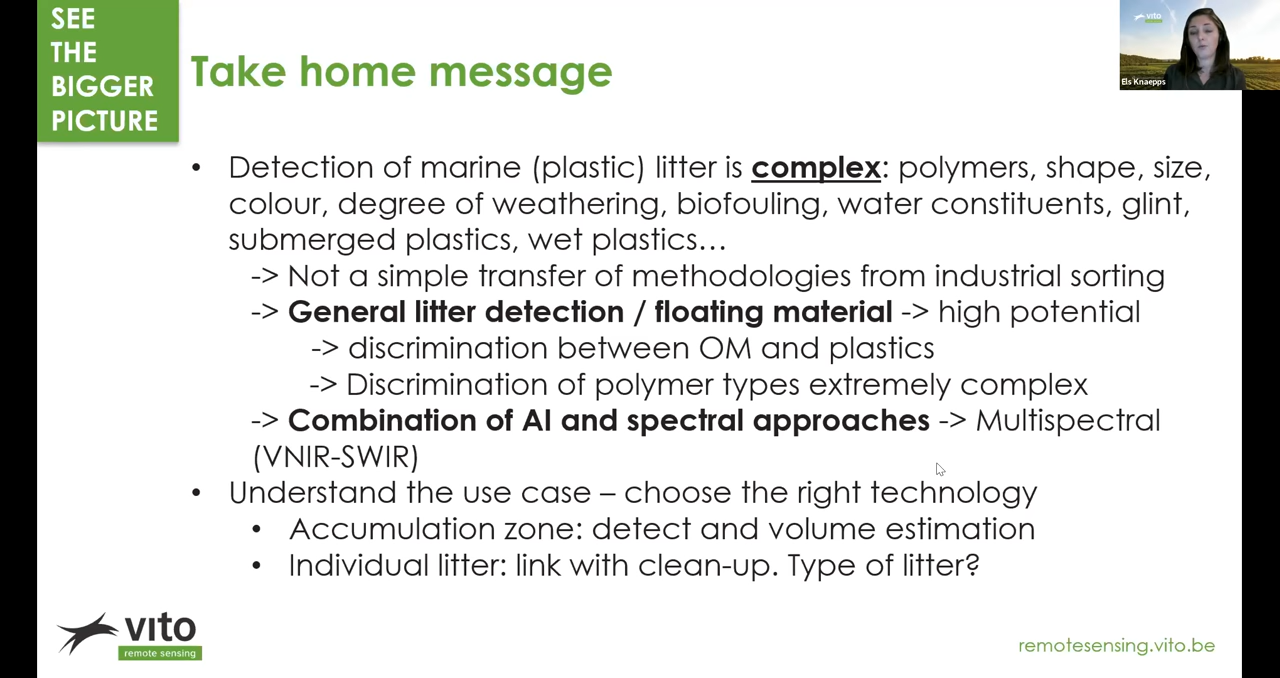 SEE
THE
BIGGER
PICTURE
Take home message
vito
Els Knaepps
• Detection of marine (plastic) litter is complex: polymers, shape, size,
colour, degree of weathering, biofouling, water constituents, glint,
submerged plastics, wet plastics…
-> Not a simple transfer of methodologies from industrial sorting
-> General litter detection / floating material -> high potential
-> discrimination between OM and plastics
-> Discrimination of polymer types extremely complex
-> Combination of AI and spectral approaches -> Multispectral
(VNIR-SWIR)
• Understand the use case – choose the right technology
• Accumulation zone: detect and volume estimation
• Individual litter: link with clean-up. Type of litter?
vito
remote sensing
remotesensing.vito.be